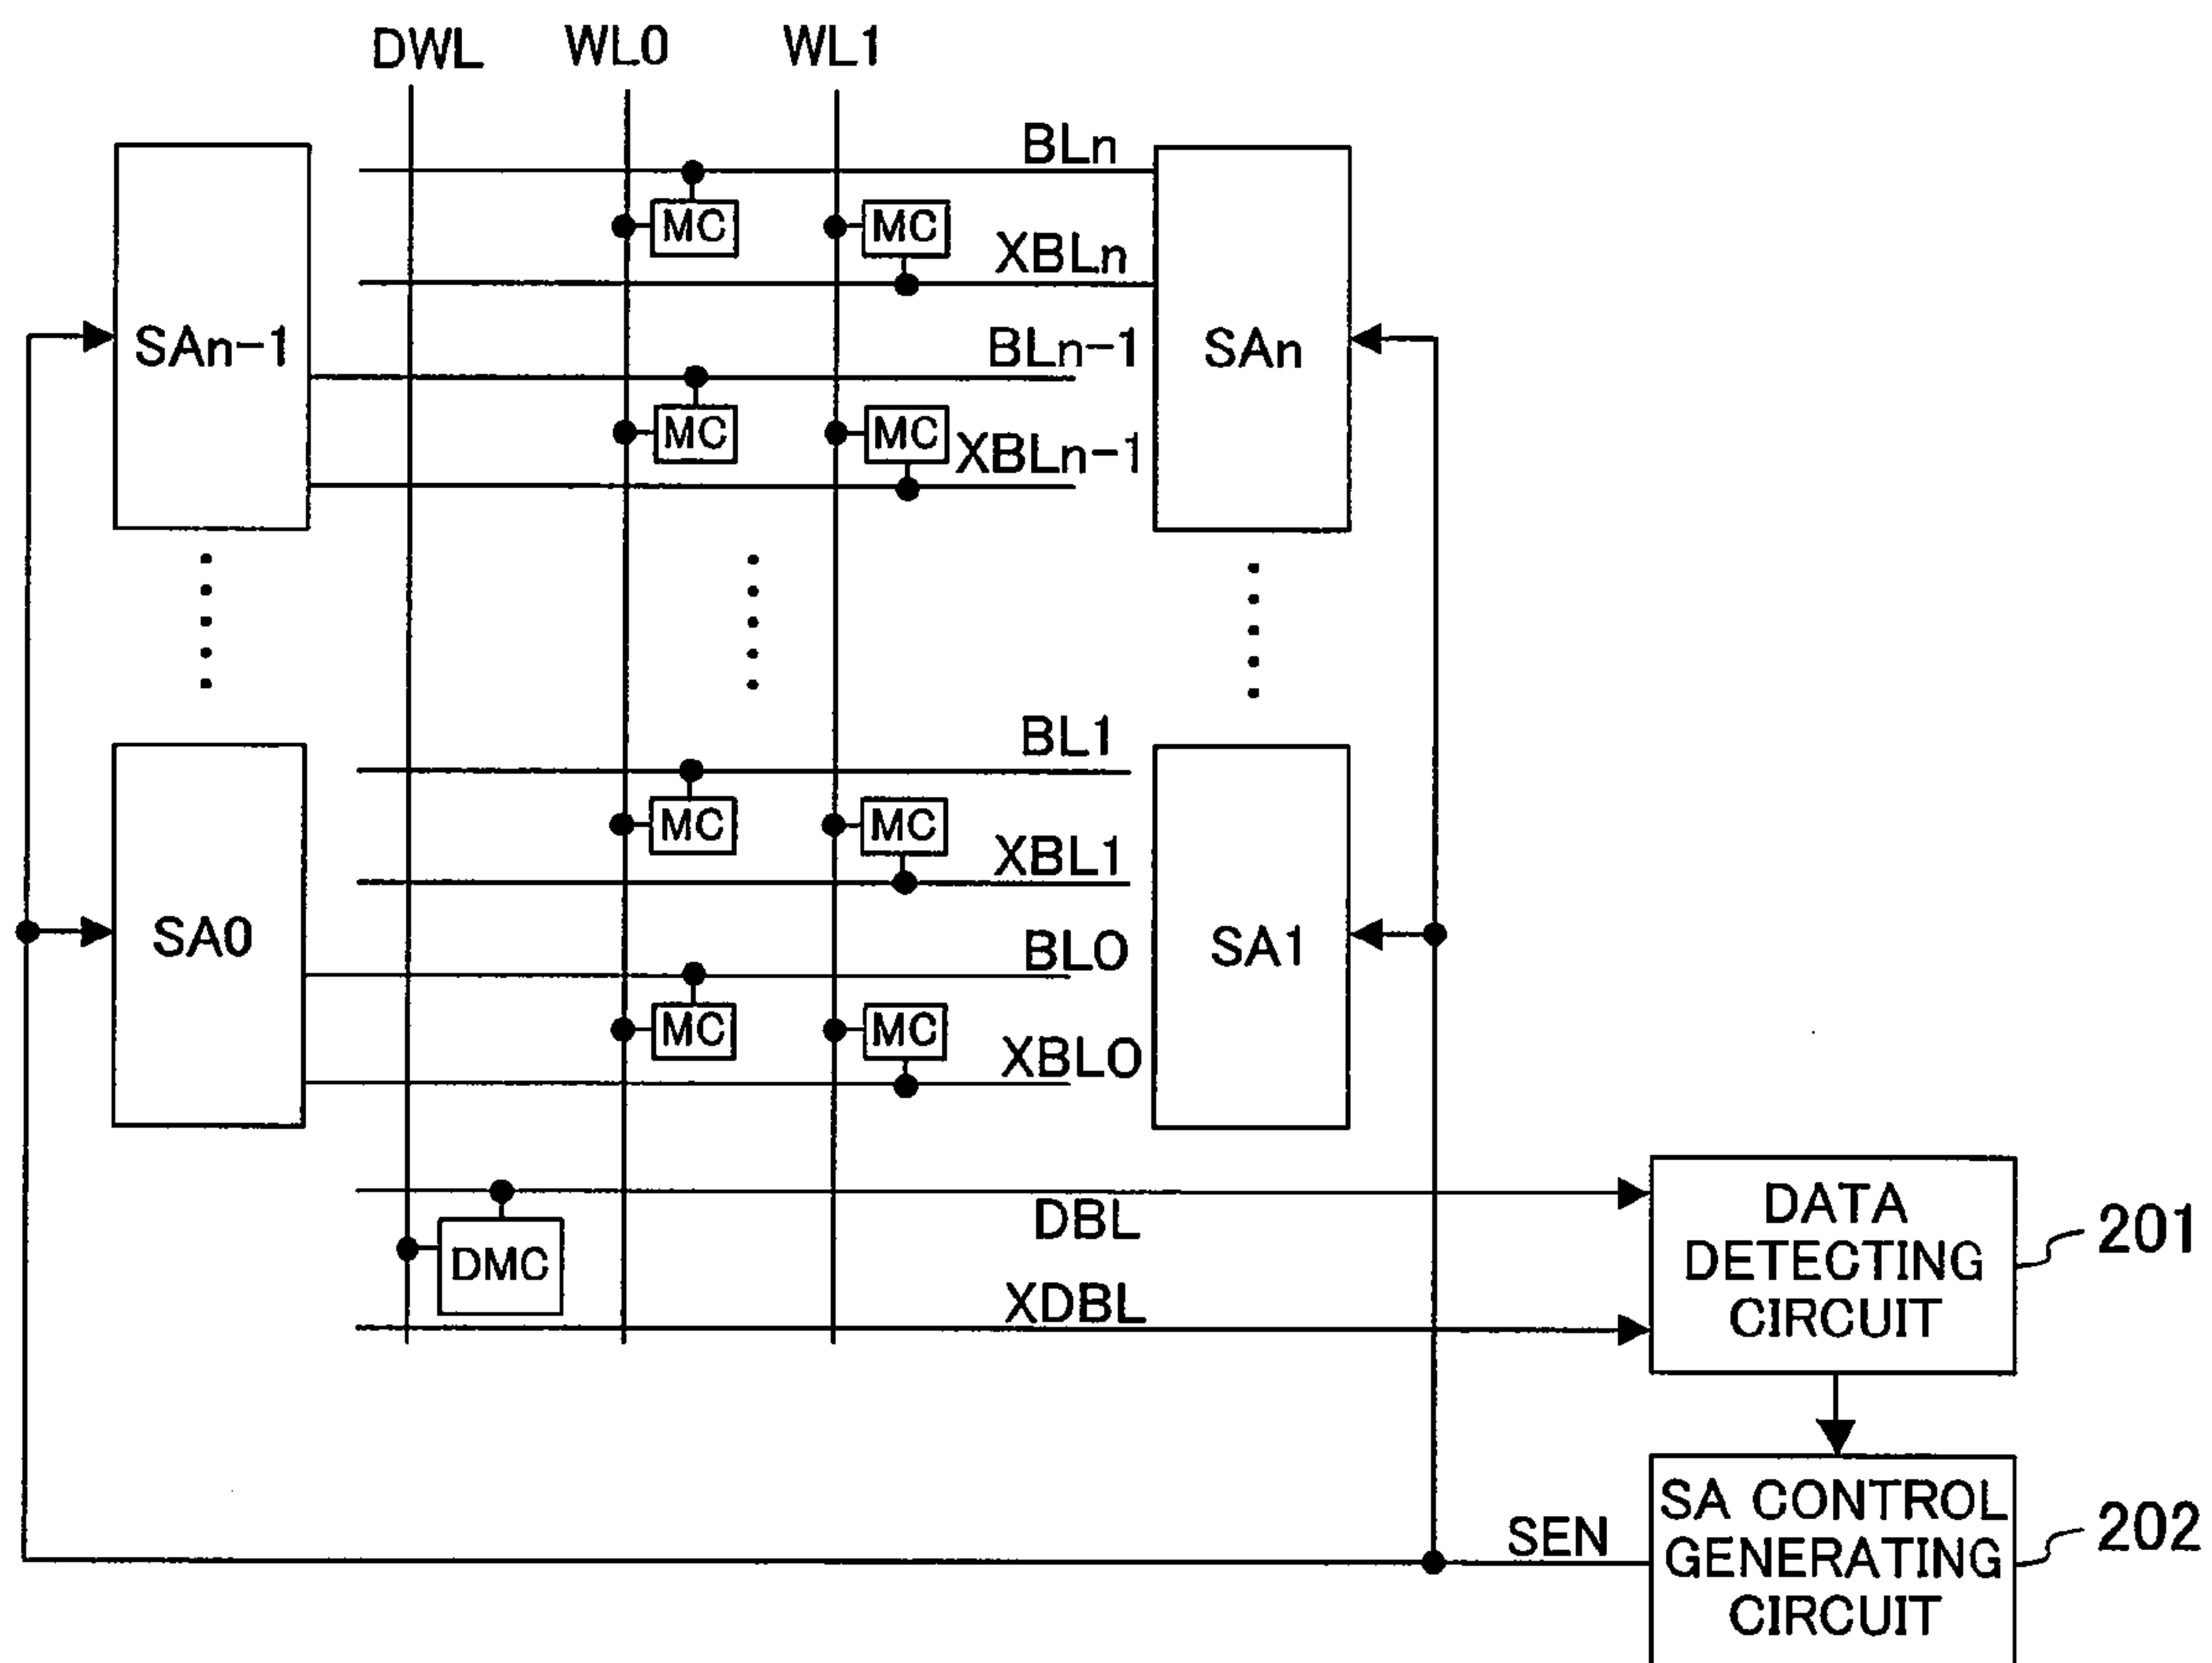 DWL WL0 WL1
BLn
MC MC
XBLn
SAn-1 SAn
BLn-1
MC MC
XBLn-1
BL1
MC MC
XBL1
SA0 SA1
BL0
MC MC
XBL0
DBL
DMC
XDBL
DATA
DETECTING
CIRCUIT
201
SA CONTROL
GENERATING
CIRCUIT
202
SEN